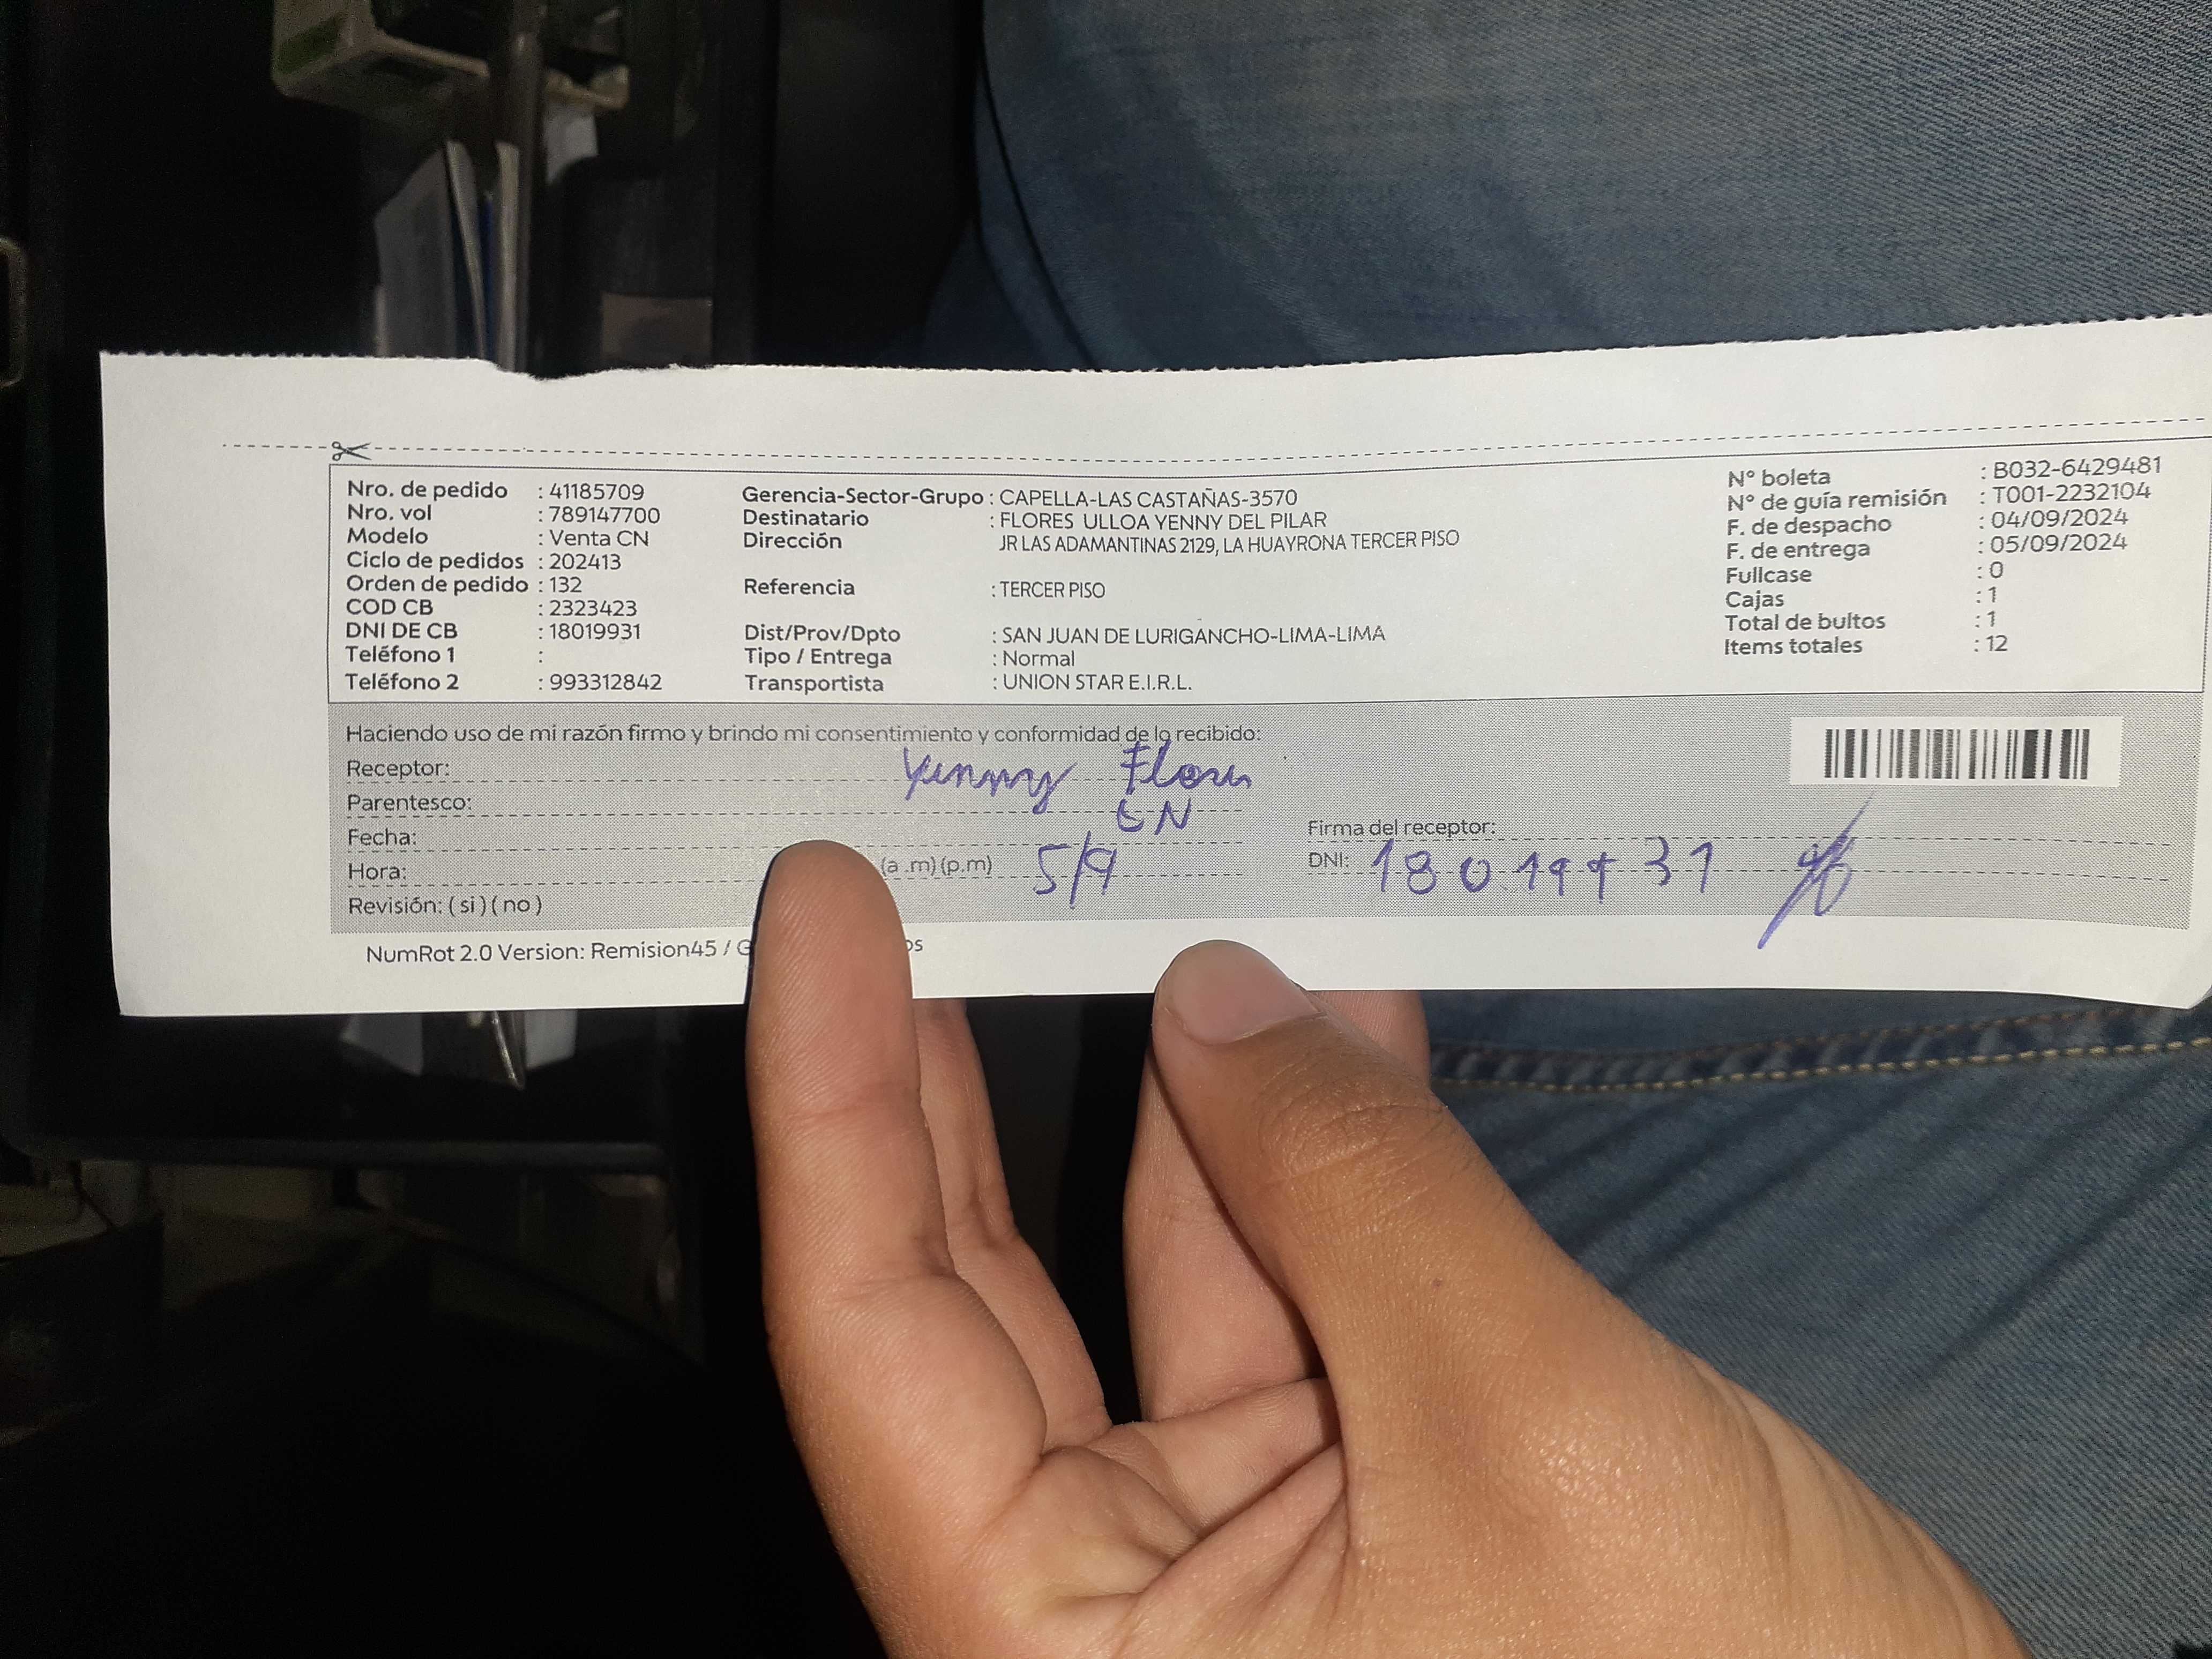 Nro. de pedido : 41185709
Nro. vol : 789147700
Modelo : Venta CN
Ciclo de pedidos : 202413
Orden de pedido : 132
COD CB : 2323423
DNI DE CB : 18019931
Teléfono 1 :
Teléfono 2 : 993312842
Gerencia-Sector-Grupo : CAPELLA-LAS CASTAÑAS-3570
Destinatario : FLORES ULLOA YENNY DEL PILAR
Dirección JR LAS ADAMANTINAS 2129, LA HUAYRONA TERCER PISO
Referencia : TERCER PISO
Dist/Prov/Dpto : SAN JUAN DE LURIGANCHO-LIMA-LIMA
Tipo / Entrega : Normal
Transportista : UNION STAR E.I.R.L.
N° boleta : B032-6429481
N° de guía remisión : T001-2232104
F. de despacho : 04/09/2024
F. de entrega : 05/09/2024
Fullcase : 0
Cajas : 1
Total de bultos : 1
Items totales : 12
Haciendo uso de mi razón firmo y brindo mi consentimiento y conformidad de lo recibido:
Receptor: Yenny Flores
Parentesco: CN
Fecha:
Hora: (a .m) (p.m) 5/9
Revisión: ( si ) ( no )
Firma del receptor:
DNI: 18019931
NumRot 2.0 Version: Remision45 /